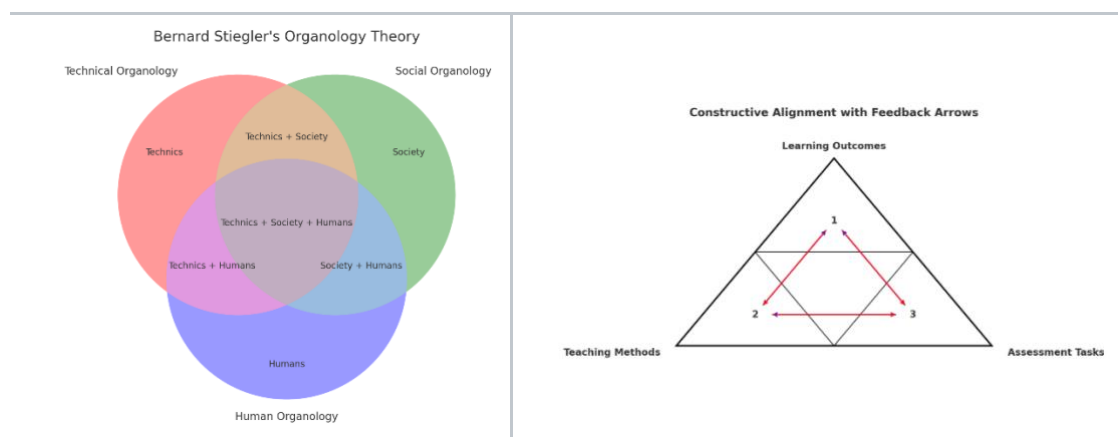 Bernard Stiegler's Organology Theory
Technical Organology
Social Organology
Technics + Society
Technics
Society
Technics + Society + Humans
Technics + Humans
Society + Humans
Humans
Human Organology
Constructive Alignment with Feedback Arrows
Learning Outcomes
1
2
3
Teaching Methods
Assessment Tasks